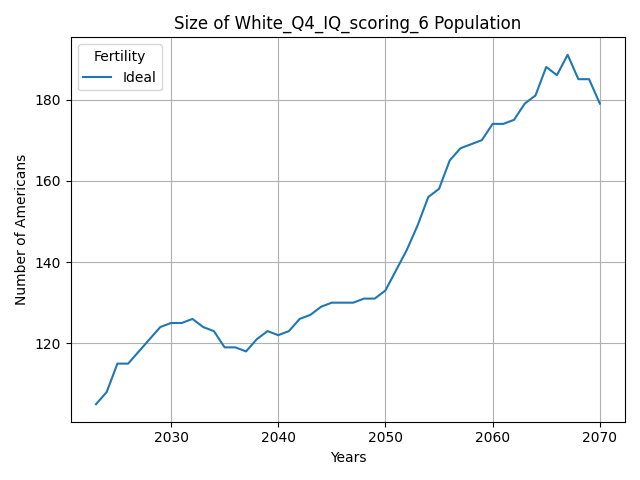 Size of White_Q4_IQ_scoring_6 Population
Fertility
Ideal
Number of Americans
180
160
140
120
2030 2040 2050 2060 2070
Years